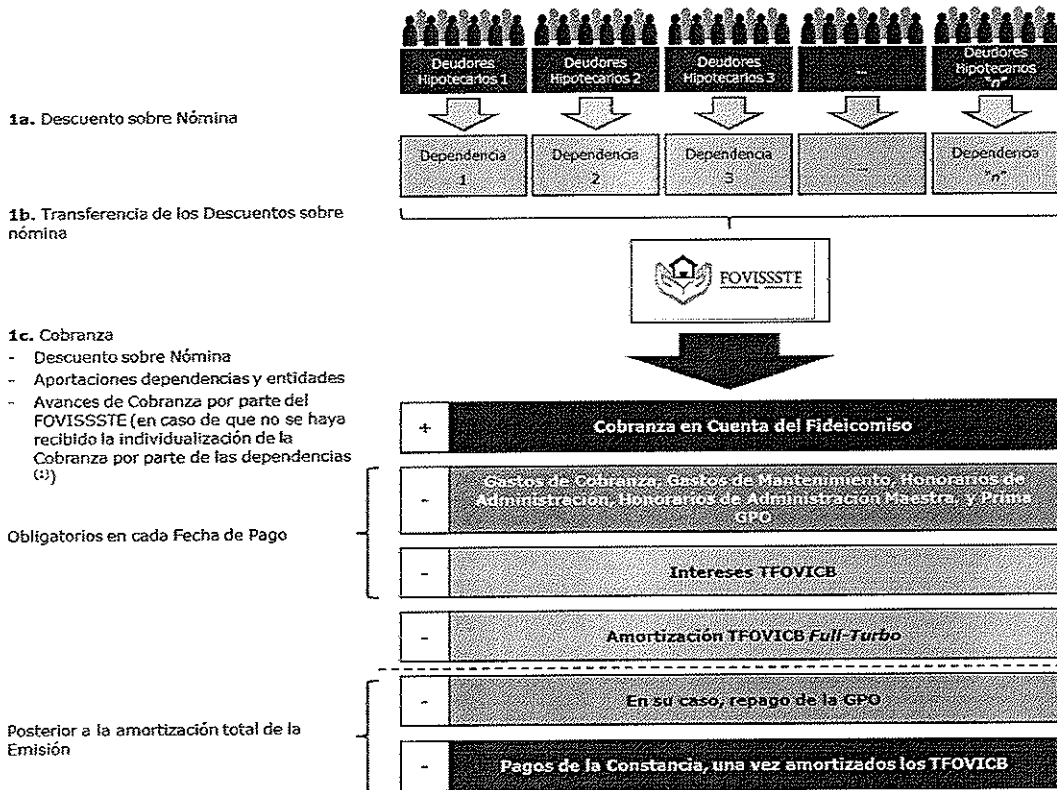 Deudores
Hipotecarios 1
Deudores
Hipotecarios 2
Deudores
Hipotecarios 3
...
Deudores
Hipotecarios
"n"
1a. Descuento sobre Nómina
Dependencia
1
Dependencia
2
Dependencia
3
...
Dependencia
"n"
1b. Transferencia de los Descuentos sobre
nómina
FOVISSSTE
1c. Cobranza
- Descuento sobre Nómina
- Aportaciones dependencias y entidades
- Avances de Cobranza por parte del
FOVISSSTE (en caso de que no se haya
recibido la individualización de la
Cobranza por parte de las dependencias
(1))
+ Cobranza en Cuenta del Fideicomiso
Obligatorios en cada Fecha de Pago
- Gastos de Cobranza, Gastos de Mantenimiento, Honorarios de
Administración, Honorarios de Administración Maestra, y Prima
GPO
- Intereses TFOVICB
- Amortización TFOVICB Full-Turbo
Posterior a la amortización total de la
Emisión
- En su caso, repago de la GPO
- Pagos de la Constancia, una vez amortizados los TFOVICB